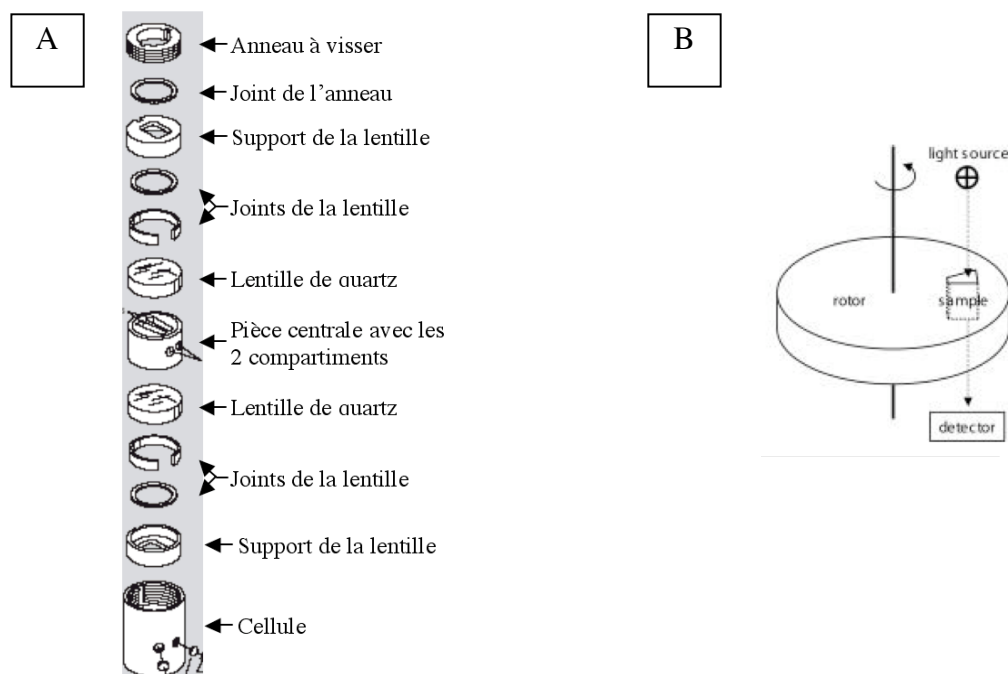 A
Anneau à visser
Joint de l'anneau
Support de la lentille
Joints de la lentille
Lentille de quartz
Pièce centrale avec les
2 compartiments
Lentille de quartz
Joints de la lentille
Support de la lentille
Cellule
B
light source
rotor
sample
detector